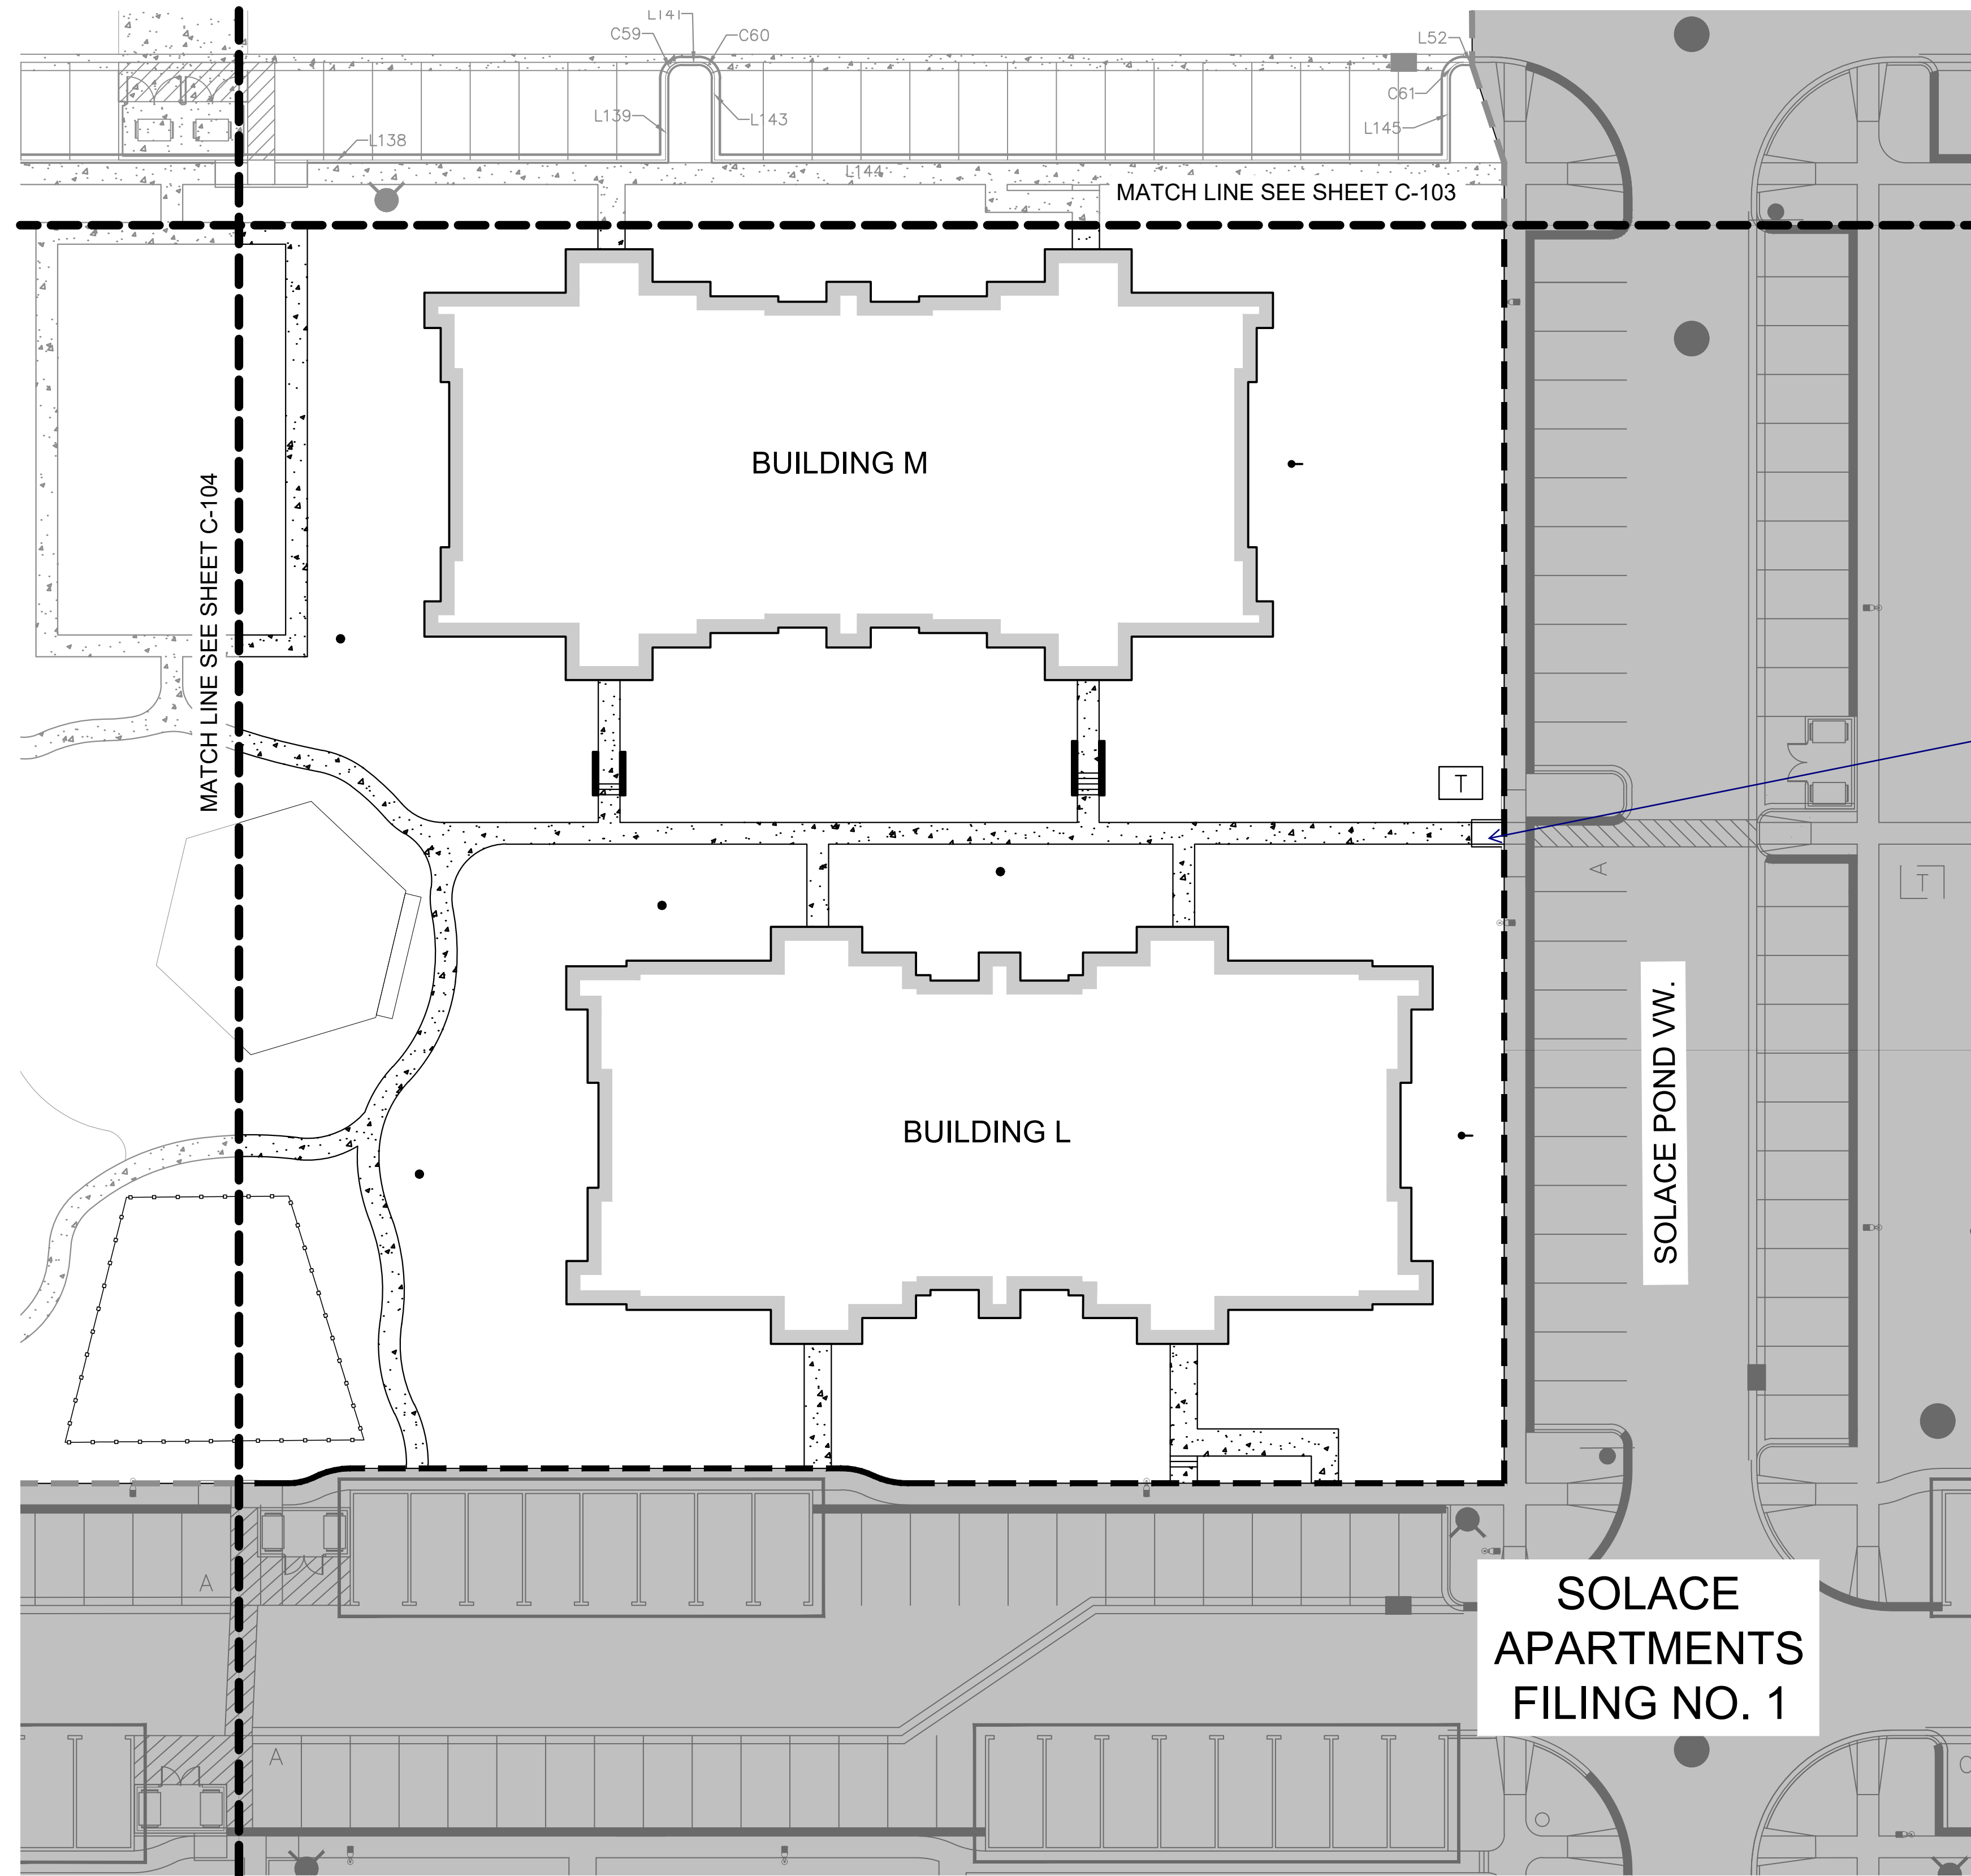 L141
C59
C60
L52
C61
L139
L143
L145
L138
L144
MATCH LINE SEE SHEET C-103
BUILDING M
MATCH LINE SEE SHEET C-104
T
A
T
SOLACE POND VW.
BUILDING L
A
SOLACE
APARTMENTS
FILING NO. 1
A